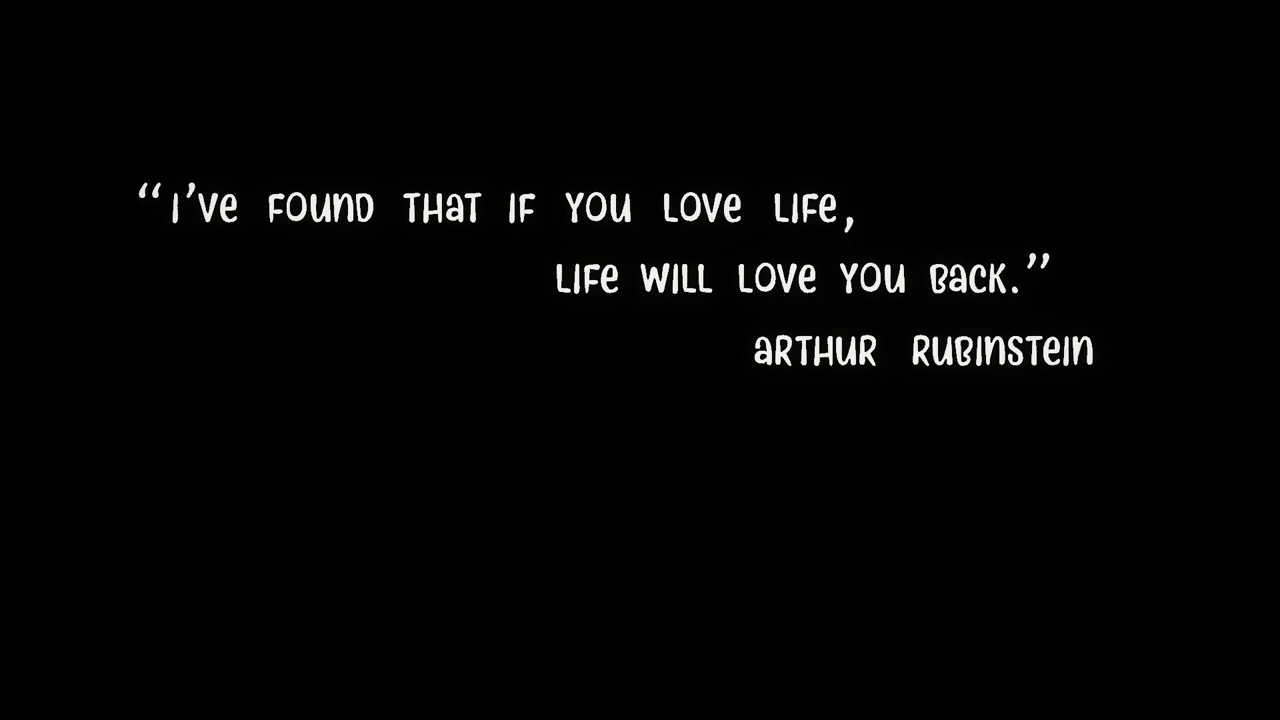 “I’ve found that if you love life,
life will love you back.”
Arthur Rubinstein